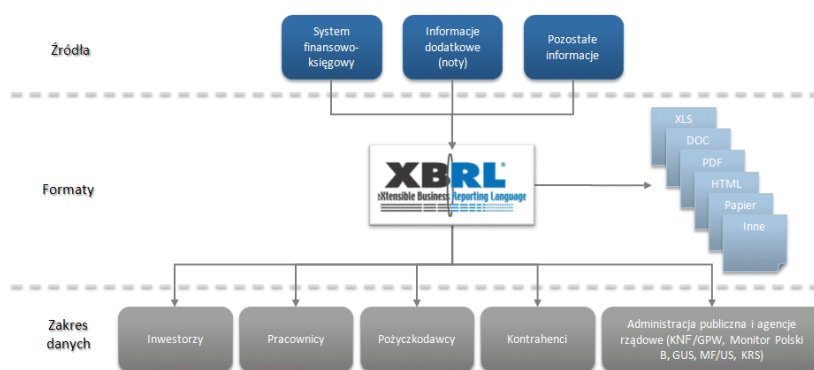 Źródła
System
finansowo-
księgowy
Informacje
dodatkowe
(noty)
Pozostałe
informacje
Formaty
XBRL®
eXtensible Business Reporting Language
XLS
DOC
PDF
HTML
Papier
Inne
Zakres
danych
Inwestorzy
Pracownicy
Pożyczkodawcy
Kontrahenci
Administracja publiczna i agencje
rządowe (KNF/GPW, Monitor Polski
B, GUS, MF/US, KRS)